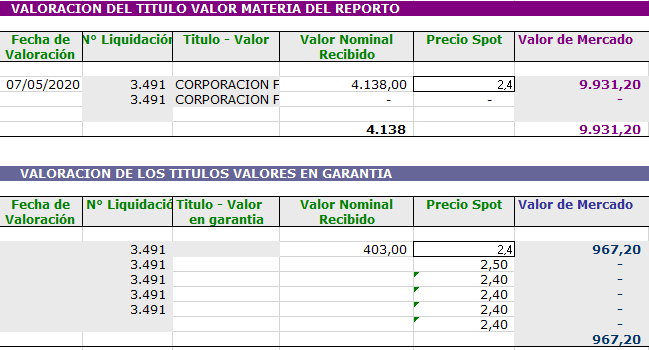 VALORACION DEL TITULO VALOR MATERIA DEL REPORTO
Fecha de Valoración N° Liquidación Titulo - Valor Valor Nominal Recibido Precio Spot Valor de Mercado
07/05/2020 3.491 CORPORACION F 4.138,00 2,4 9.931,20
3.491 CORPORACION F - - -
4.138 9.931,20
VALORACION DE LOS TITULOS VALORES EN GARANTIA
Fecha de Valoración N° Liquidació Titulo - Valor en garantia Valor Nominal Recibido Precio Spot Valor de Mercado
3.491 403,00 2,4 967,20
3.491 2,50 -
3.491 2,40 -
3.491 2,40 -
3.491 2,40 -
2,40 -
967,20